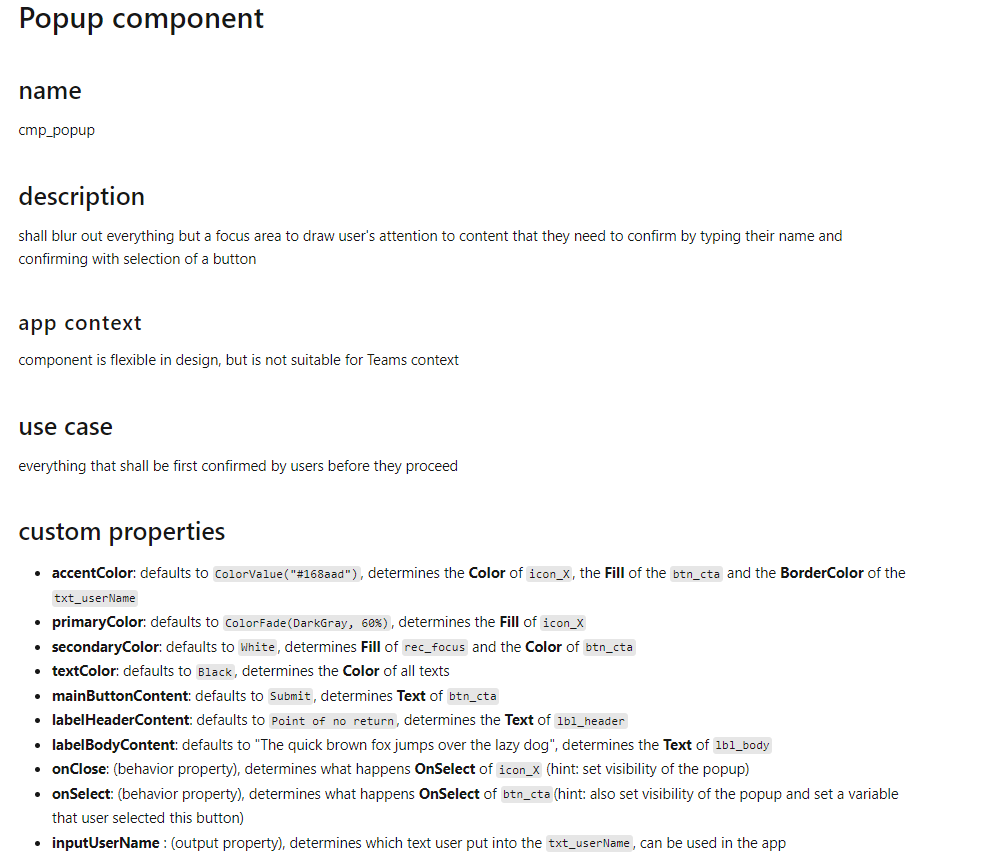 Popup component
name
cmp_popup
description
shall blur out everything but a focus area to draw user's attention to content that they need to confirm by typing their name and
confirming with selection of a button
app context
component is flexible in design, but is not suitable for Teams context
use case
everything that shall be first confirmed by users before they proceed
custom properties
• accentColor: defaults to ColorValue("#168aad"), determines the Color of icon_X, the Fill of the btn_cta and the BorderColor of the
txt_userName
• primaryColor: defaults to ColorFade(DarkGray, 60%), determines the Fill of icon_X
• secondaryColor: defaults to White, determines Fill of rec_focus and the Color of btn_cta
• textColor: defaults to Black, determines the Color of all texts
• mainButtonContent: defaults to Submit, determines Text of btn_cta
• labelHeaderContent: defaults to Point of no return, determines the Text of lbl_header
• labelBodyContent: defaults to "The quick brown fox jumps over the lazy dog", determines the Text of lbl_body
• onClose: (behavior property), determines what happens OnSelect of icon_X (hint: set visibility of the popup)
• onSelect: (behavior property), determines what happens OnSelect of btn_cta(hint: also set visibility of the popup and set a variable
that user selected this button)
• inputUserName : (output property), determines which text user put into the txt_userName, can be used in the app